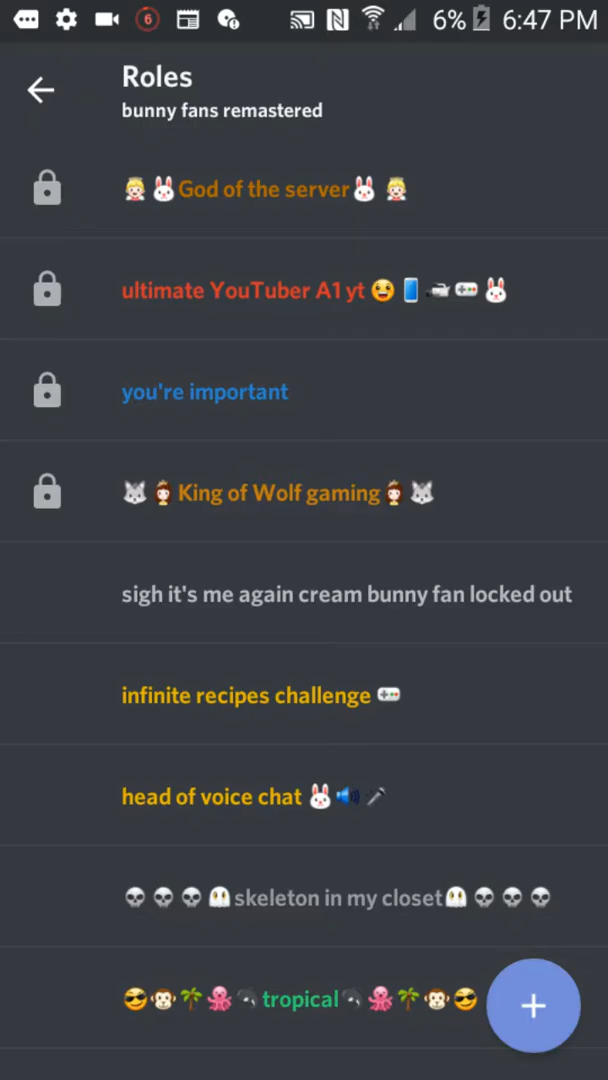 6 6% 6:47 PM
Roles
bunny fans remastered
👸🐰God of the server🐰👸
ultimate YouTuber A1 yt 😀📱🎥🎮🐰
you're important
🐺👸King of Wolf gaming👸🐺
sigh it's me again cream bunny fan locked out
infinite recipes challenge 🎮
head of voice chat 🐰🔊🎤
💀💀💀👻skeleton in my closet👻💀💀💀
😎🐵🌴🐙🦈tropical🦈🐙🌴🐵😎